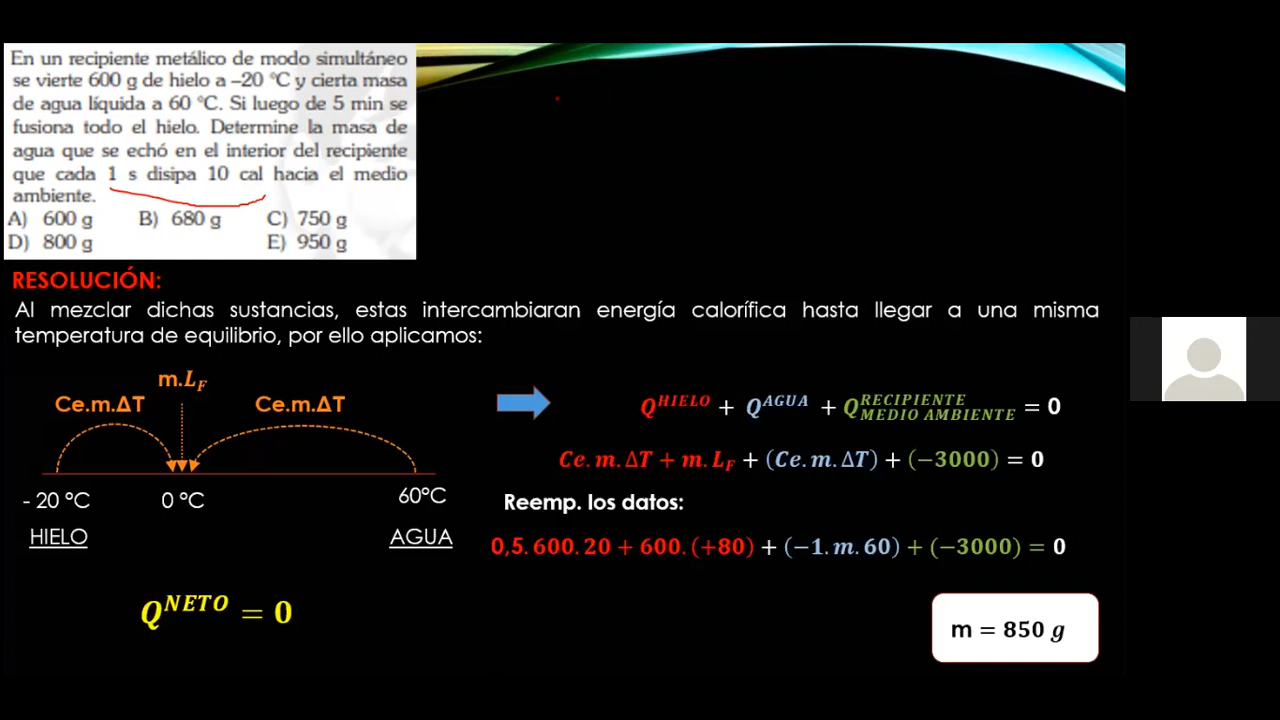 En un recipiente metálico de modo simultáneo
se vierte 600 g de hielo a –20 °C y cierta masa
de agua líquida a 60 °C. Si luego de 5 min se
fusiona todo el hielo. Determine la masa de
agua que se echó en el interior del recipiente
que cada 1 s disipa 10 cal hacia el medio
ambiente.
A) 600 g B) 680 g C) 750 g
D) 800 g E) 950 g
RESOLUCIÓN:
Al mezclar dichas sustancias, estas intercambiaran energía calorífica hasta llegar a una misma
temperatura de equilibrio, por ello aplicamos:
m.L_F
Ce.m.ΔT Ce.m.ΔT
- 20 °C 0 °C 60°C
HIELO AGUA
Q^NETO = 0
Q^HIELO + Q^AGUA + Q^RECIPIENTE_MEDIO AMBIENTE = 0
Ce.m.ΔT + m.L_F + (Ce.m.ΔT) + (−3000) = 0
Reemp. los datos:
0,5.600.20 + 600.(+80) + (−1.m.60) + (−3000) = 0
m = 850 g